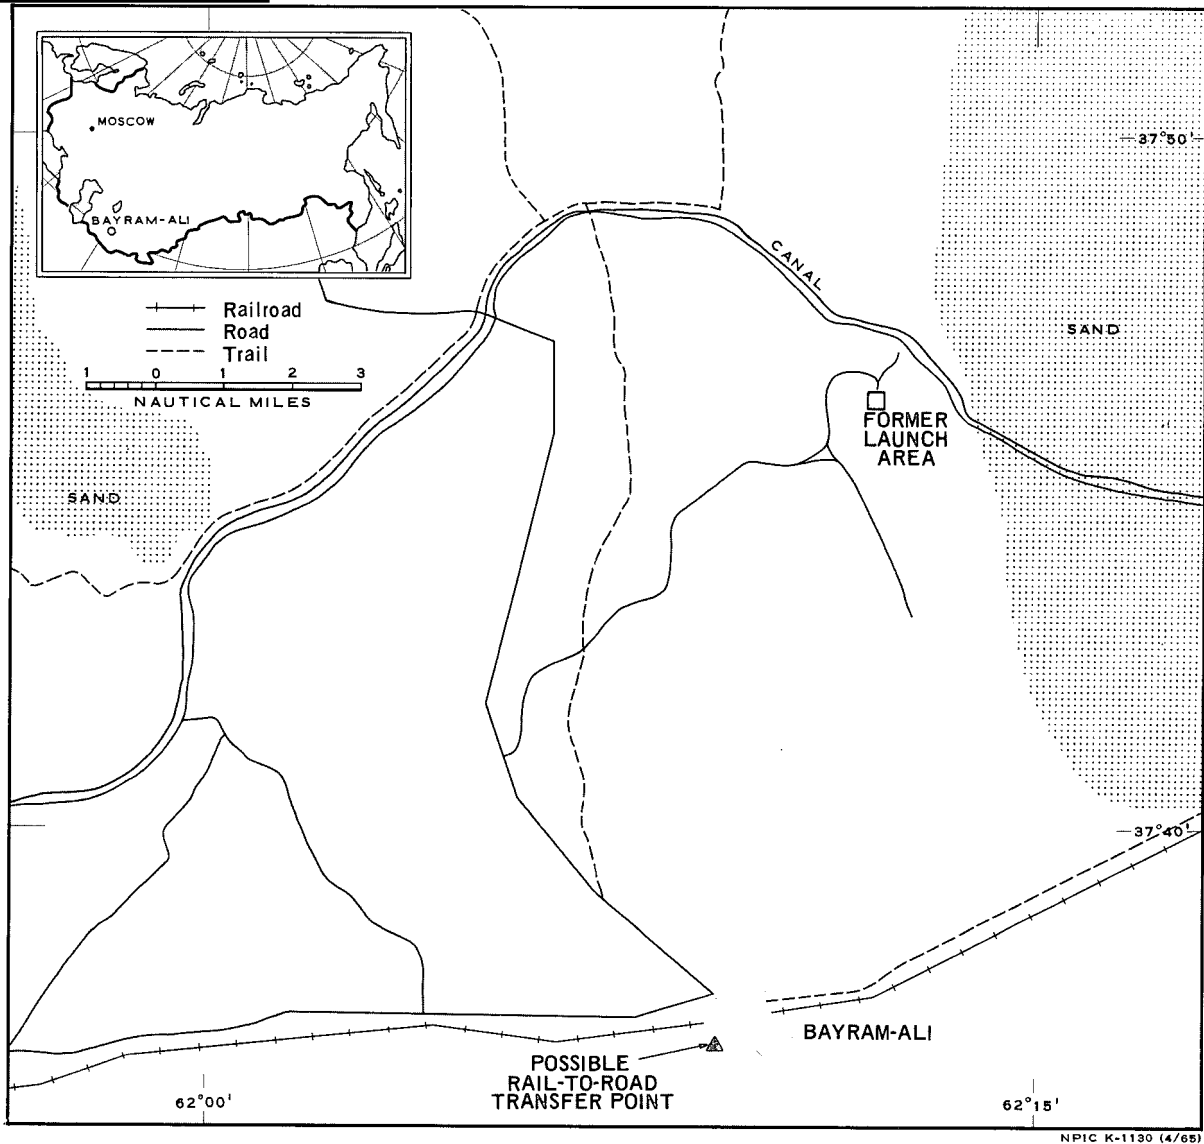 MOSCOW
BAYRAM-ALI
37°50'
CANAL
SAND
Railroad
Road
Trail
1 0 1 2 3
NAUTICAL MILES
FORMER
LAUNCH
AREA
SAND
37°40'
BAYRAM-ALI
POSSIBLE
RAIL-TO-ROAD
TRANSFER POINT
62°00'
62°15'
NPIC K-1130 (4/65)